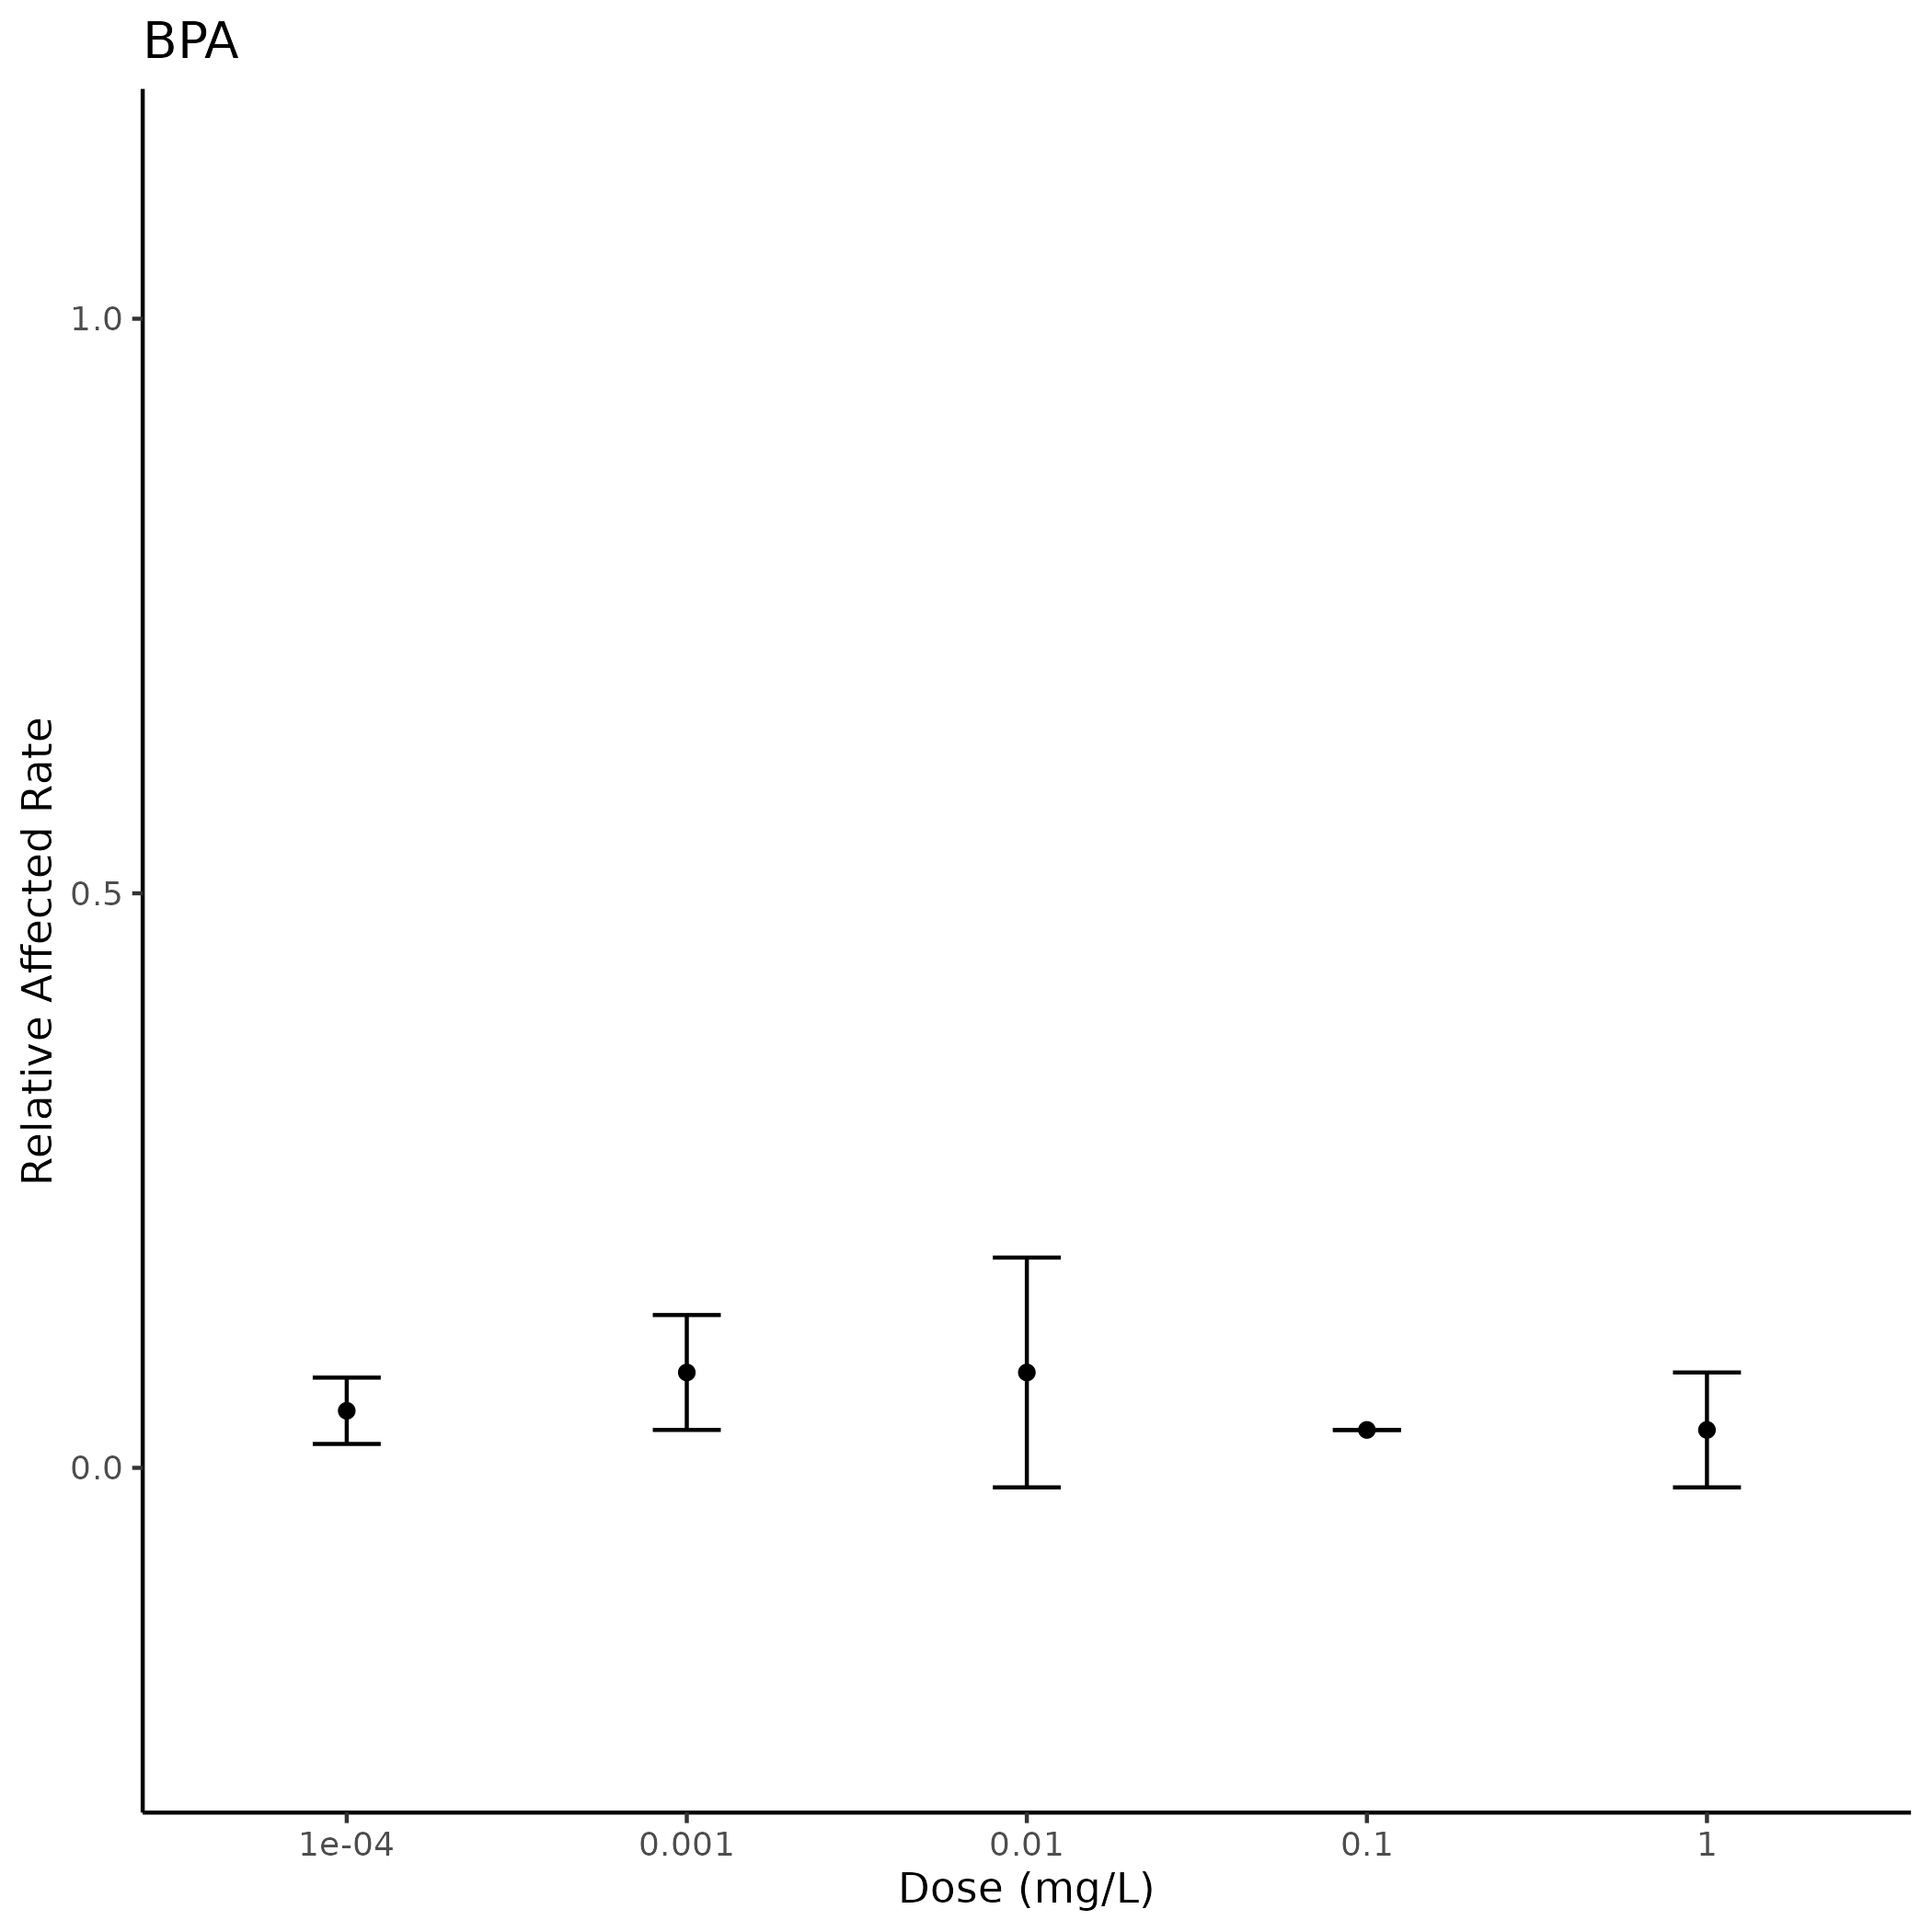 BPA
Relative Affected Rate
1.0
0.5
0.0
1e-04 0.001 0.01 0.1 1
Dose (mg/L)